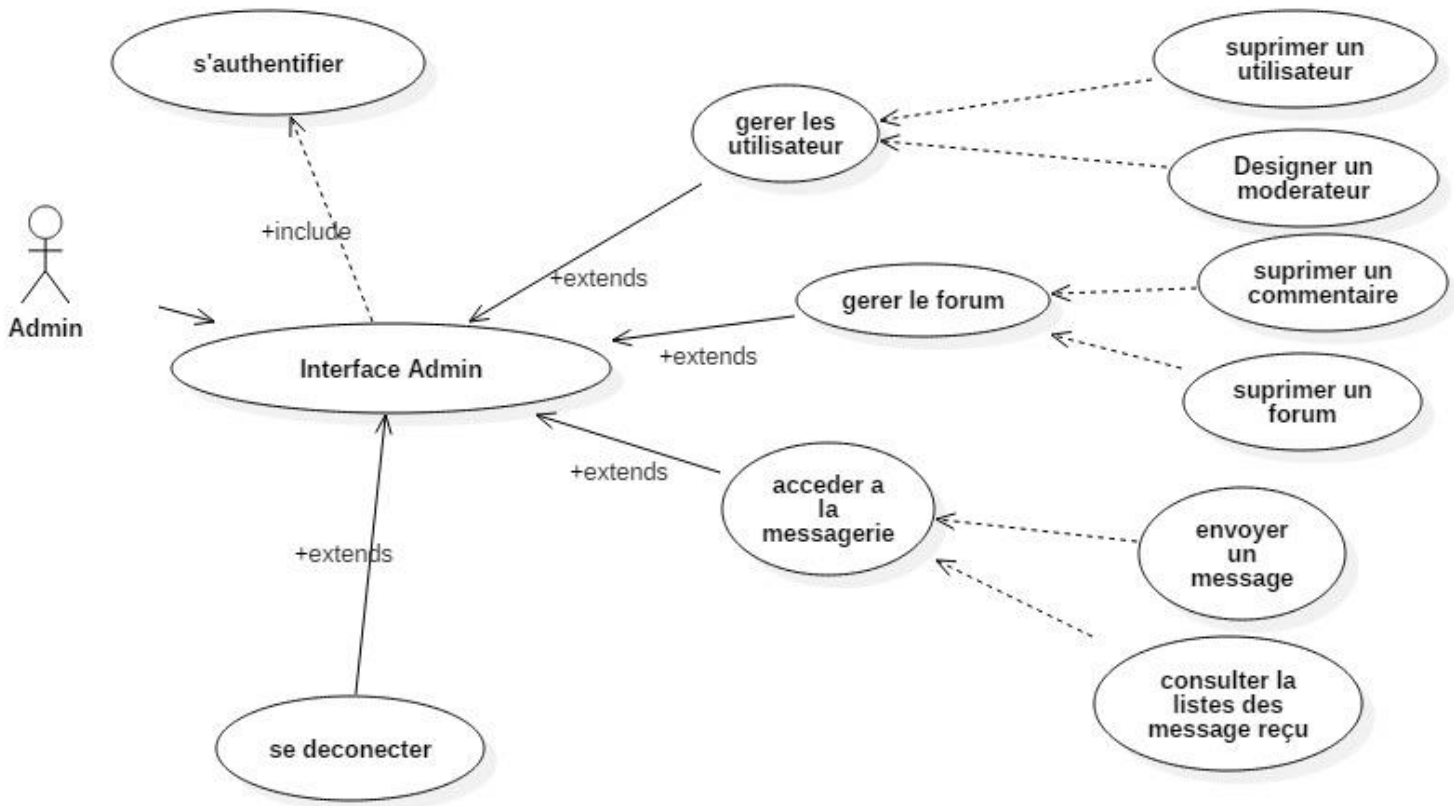 s'authentifier
suprimer un
utilisateur
gerer les
utilisateur
Designer un
moderateur
+include
Admin
+extends
suprimer un
commentaire
gerer le forum
+extends
Interface Admin
suprimer un
forum
+extends
acceder a
la
messagerie
envoyer
un
message
+extends
consulter la
listes des
message reçu
se deconecter